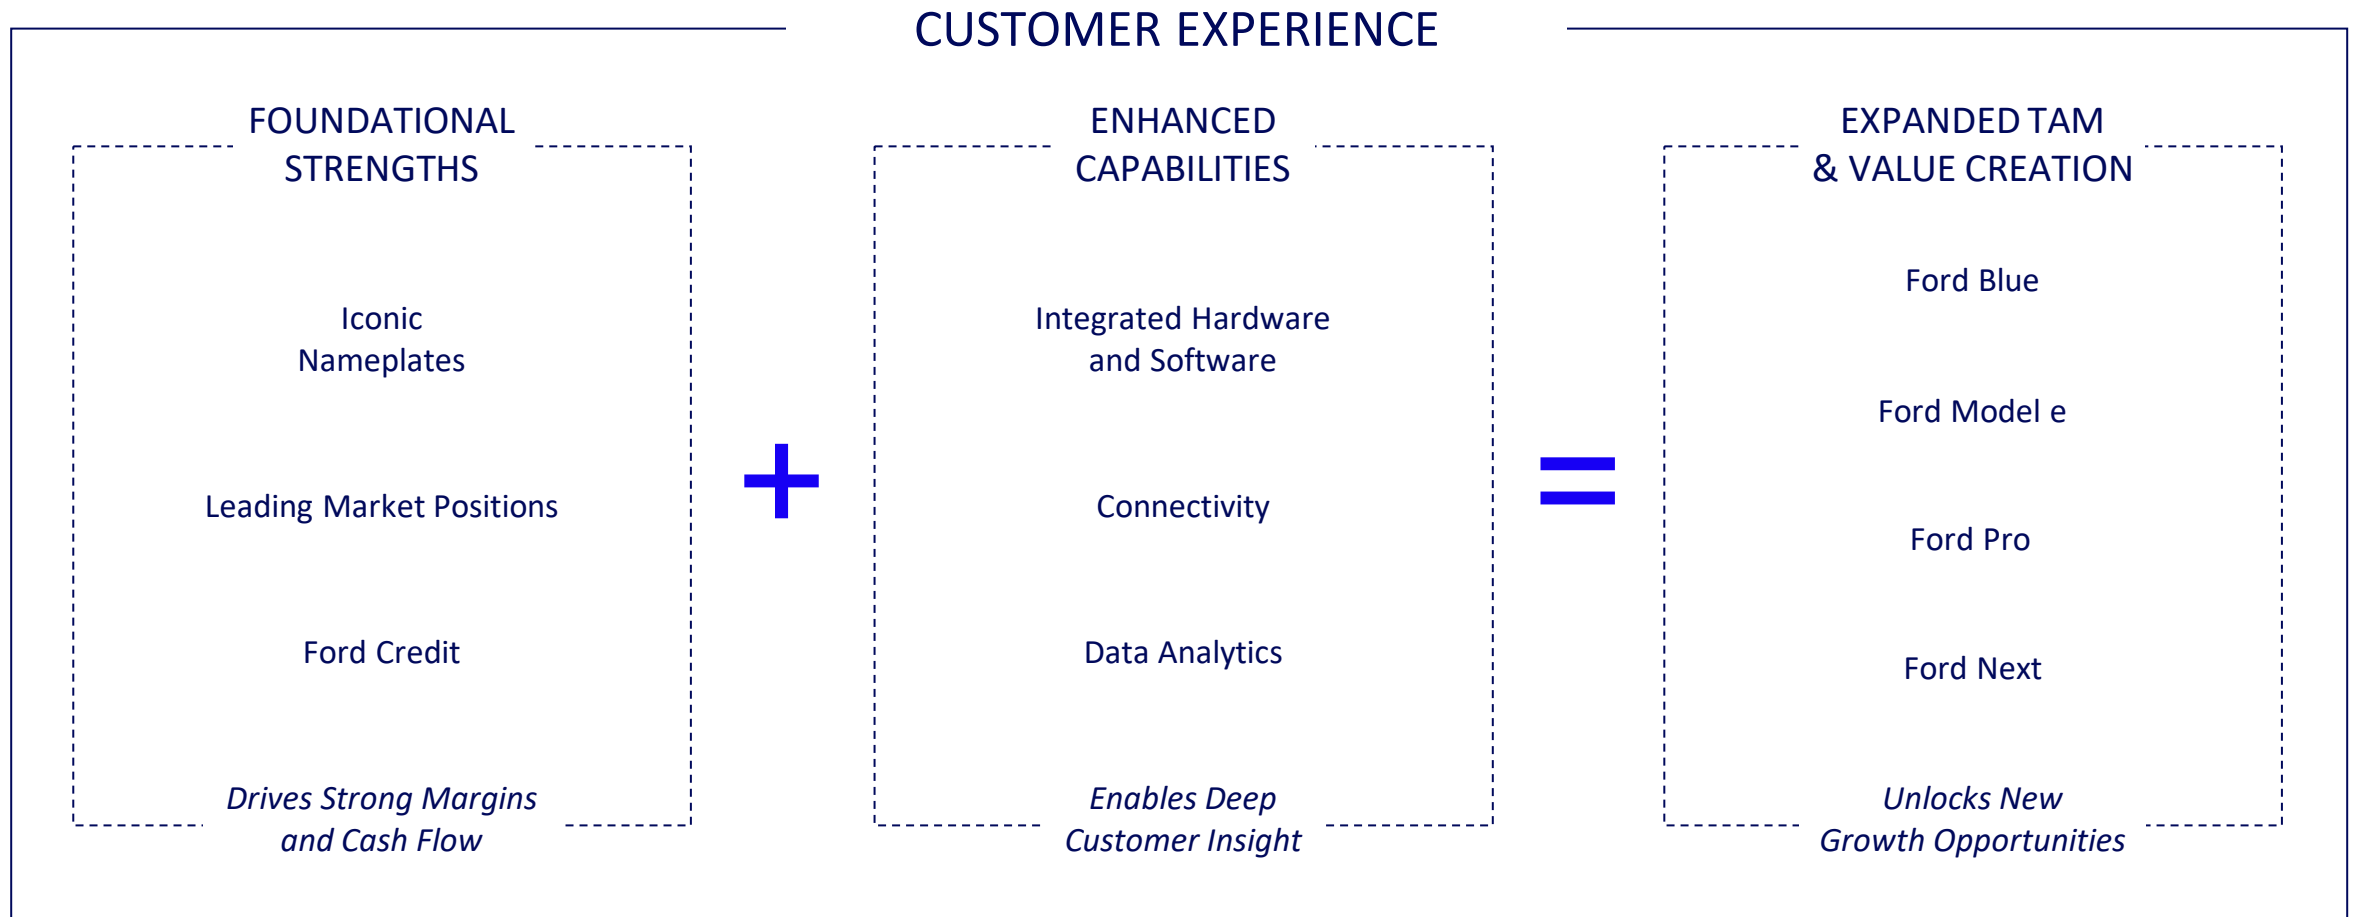 CUSTOMER EXPERIENCE
FOUNDATIONAL
STRENGTHS
Iconic
Nameplates
Leading Market Positions
Ford Credit
Drives Strong Margins
and Cash Flow
+
ENHANCED
CAPABILITIES
Integrated Hardware
and Software
Connectivity
Data Analytics
Enables Deep
Customer Insight
=
EXPANDED TAM
& VALUE CREATION
Ford Blue
Ford Model e
Ford Pro
Ford Next
Unlocks New
Growth Opportunities